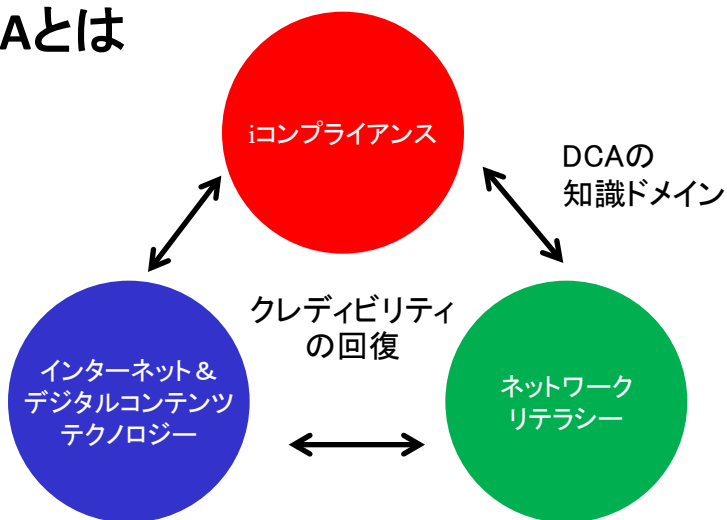 Aとは
iコンプライアンス
DCAの
知識ドメイン
クレディビリティ
の回復
インターネット＆
デジタルコンテンツ
テクノロジー
ネットワーク
リテラシー